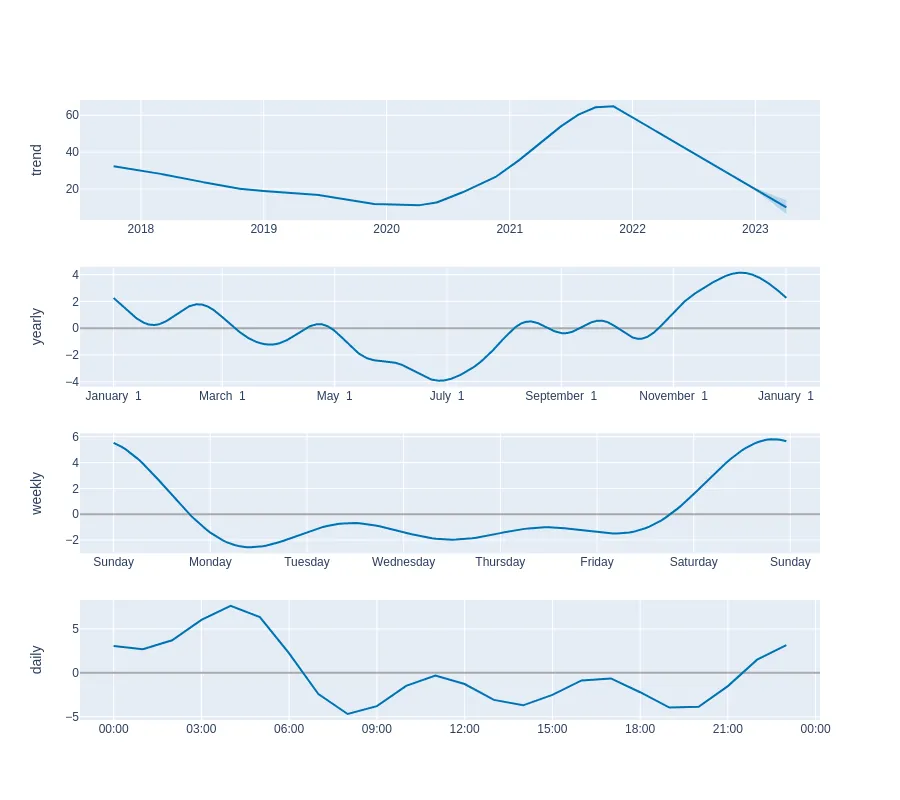 60
40
20
trend
2018 2019 2020 2021 2022 2023
4
2
0
−2
−4
yearly
January 1 March 1 May 1 July 1 September 1 November 1 January 1
6
4
2
0
−2
weekly
Sunday Monday Tuesday Wednesday Thursday Friday Saturday Sunday
5
0
−5
daily
00:00 03:00 06:00 09:00 12:00 15:00 18:00 21:00 00:00